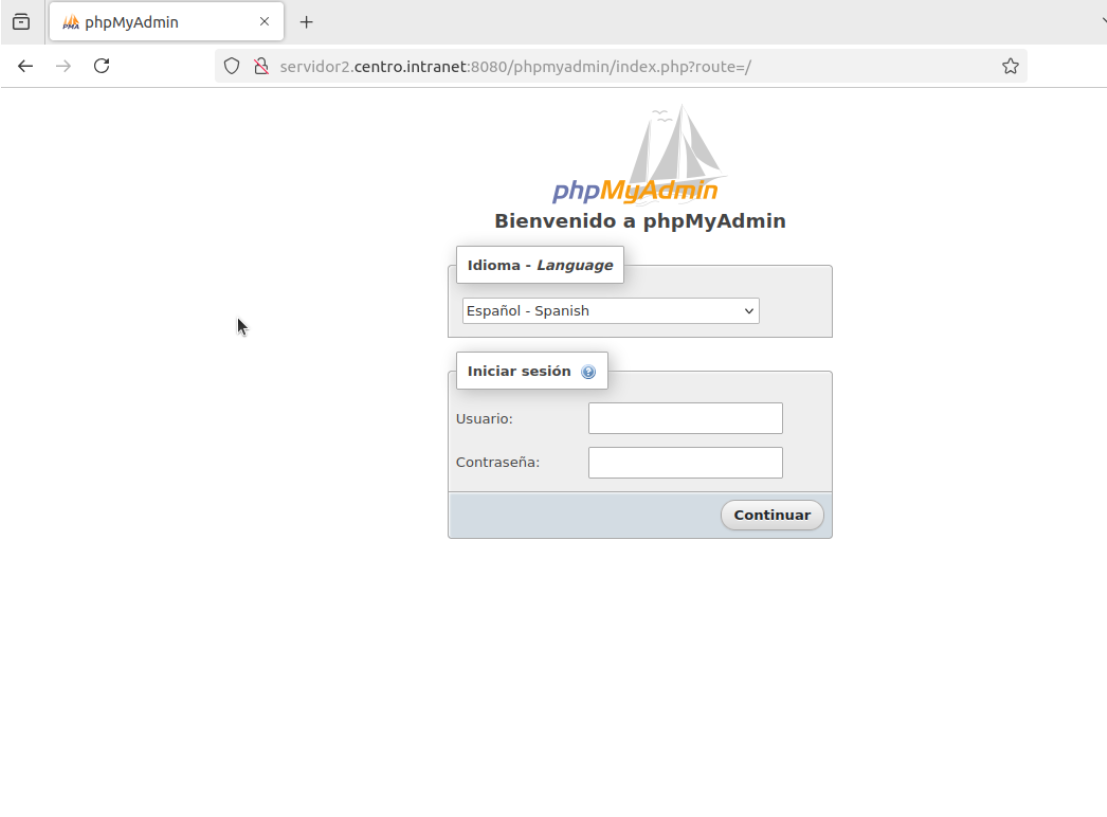 phpMyAdmin
servidor2.centro.intranet:8080/phpmyadmin/index.php?route=/
phpMyAdmin
Bienvenido a phpMyAdmin
Idioma - Language
Español - Spanish
Iniciar sesión
Usuario:
Contraseña:
Continuar